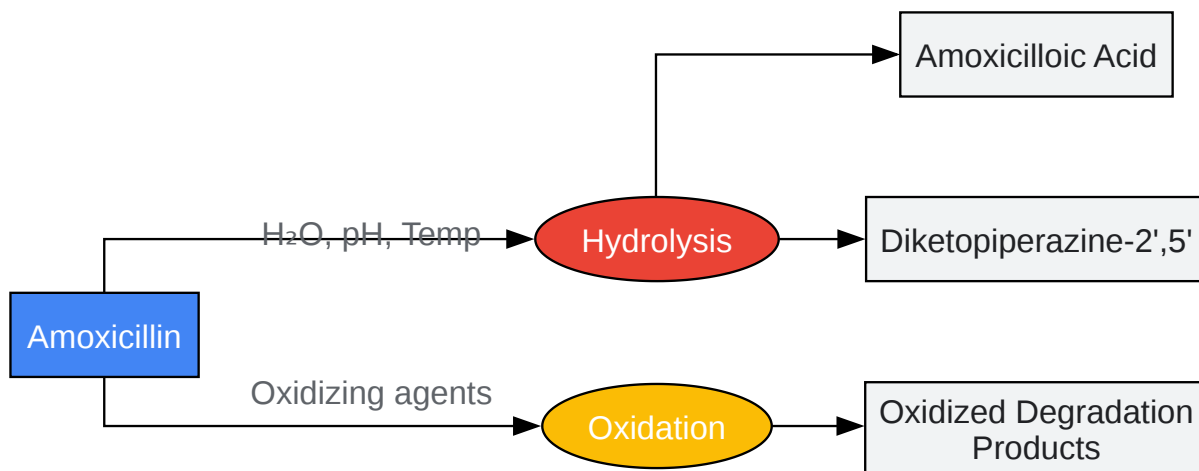 Amoxicilloic Acid
H₂O, pH, Temp
Hydrolysis
Diketopiperazine-2',5'
Amoxicillin
Oxidizing agents
Oxidation
Oxidized Degradation
Products